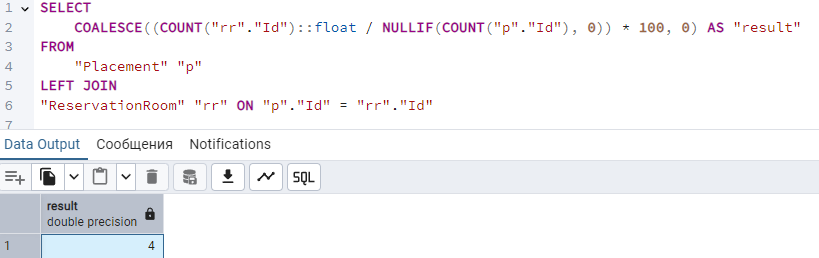 1 SELECT
2 COALESCE((COUNT("rr"."Id")::float / NULLIF(COUNT("p"."Id"), 0)) * 100, 0) AS "result"
3 FROM
4 "Placement" "p"
5 LEFT JOIN
6 "ReservationRoom" "rr" ON "p"."Id" = "rr"."Id"
7
Data Output Сообщения Notifications
SQL
result
double precision
1 4